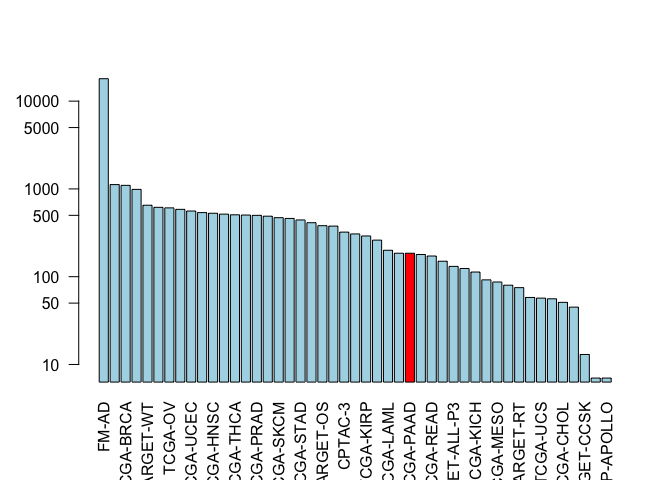 10000
5000
1000
500
100
50
10
FM-AD
CGA-BRCA
ARGET-WT
TCGA-OV
CGA-UCEC
CGA-HNSC
CGA-THCA
CGA-PRAD
CGA-SKCM
CGA-STAD
ARGET-OS
CPTAC-3
CGA-KIRP
CGA-LAML
CGA-PAAD
CGA-READ
ET-ALL-P3
CGA-KICH
CGA-MESO
ARGET-RT
TCGA-UCS
CGA-CHOL
GET-CCSK
P-APOLLO